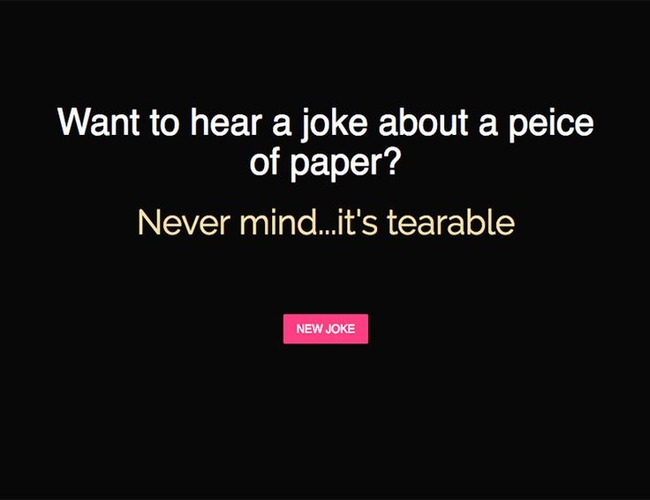 Want to hear a joke about a peice
of paper?
Never mind...it's tearable
NEW JOKE